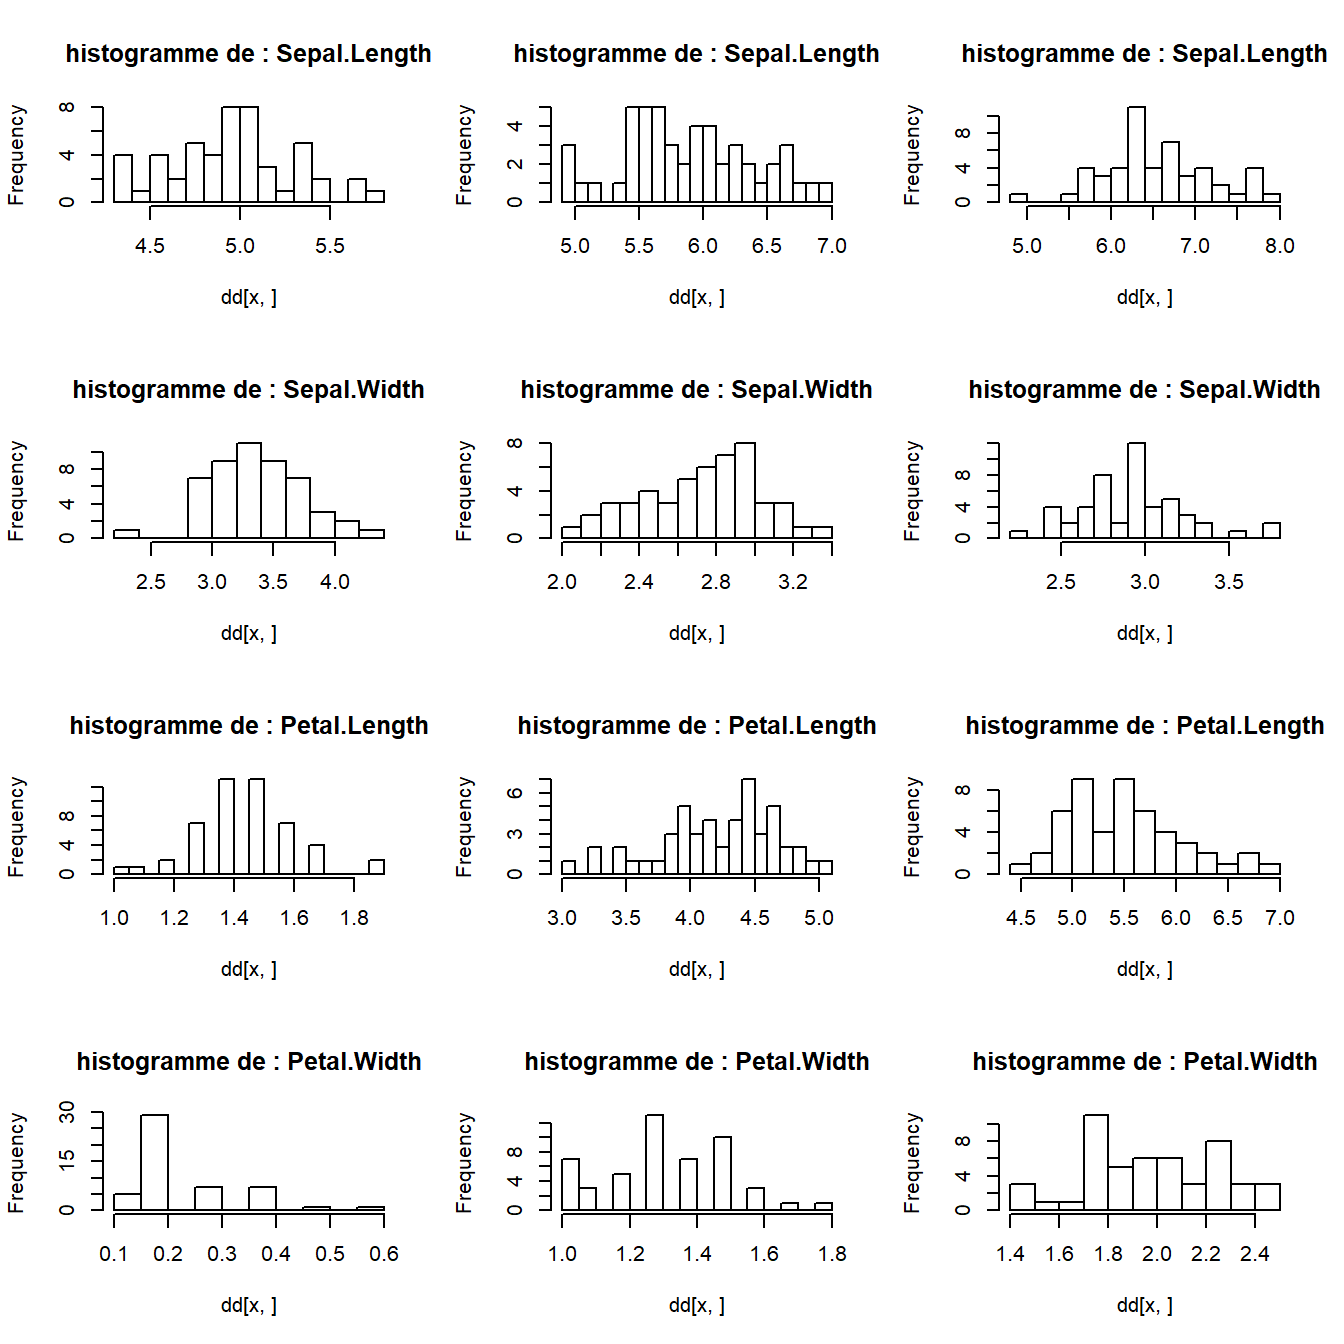 histogramme de : Sepal.Length
Frequency
0 4 8
4.5 5.0 5.5
dd[x, ]
histogramme de : Sepal.Length
Frequency
0 2 4
5.0 5.5 6.0 6.5 7.0
dd[x, ]
histogramme de : Sepal.Length
Frequency
0 4 8
5.0 6.0 7.0 8.0
dd[x, ]
histogramme de : Sepal.Width
Frequency
0 4 8
2.5 3.0 3.5 4.0
dd[x, ]
histogramme de : Sepal.Width
Frequency
0 4 8
2.0 2.4 2.8 3.2
dd[x, ]
histogramme de : Sepal.Width
Frequency
0 4 8
2.5 3.0 3.5
dd[x, ]
histogramme de : Petal.Length
Frequency
0 4 8
1.0 1.2 1.4 1.6 1.8
dd[x, ]
histogramme de : Petal.Length
Frequency
0 3 6
3.0 3.5 4.0 4.5 5.0
dd[x, ]
histogramme de : Petal.Length
Frequency
0 4 8
4.5 5.0 5.5 6.0 6.5 7.0
dd[x, ]
histogramme de : Petal.Width
Frequency
0 15 30
0.1 0.2 0.3 0.4 0.5 0.6
dd[x, ]
histogramme de : Petal.Width
Frequency
0 4 8
1.0 1.2 1.4 1.6 1.8
dd[x, ]
histogramme de : Petal.Width
Frequency
0 4 8
1.4 1.6 1.8 2.0 2.2 2.4
dd[x, ]